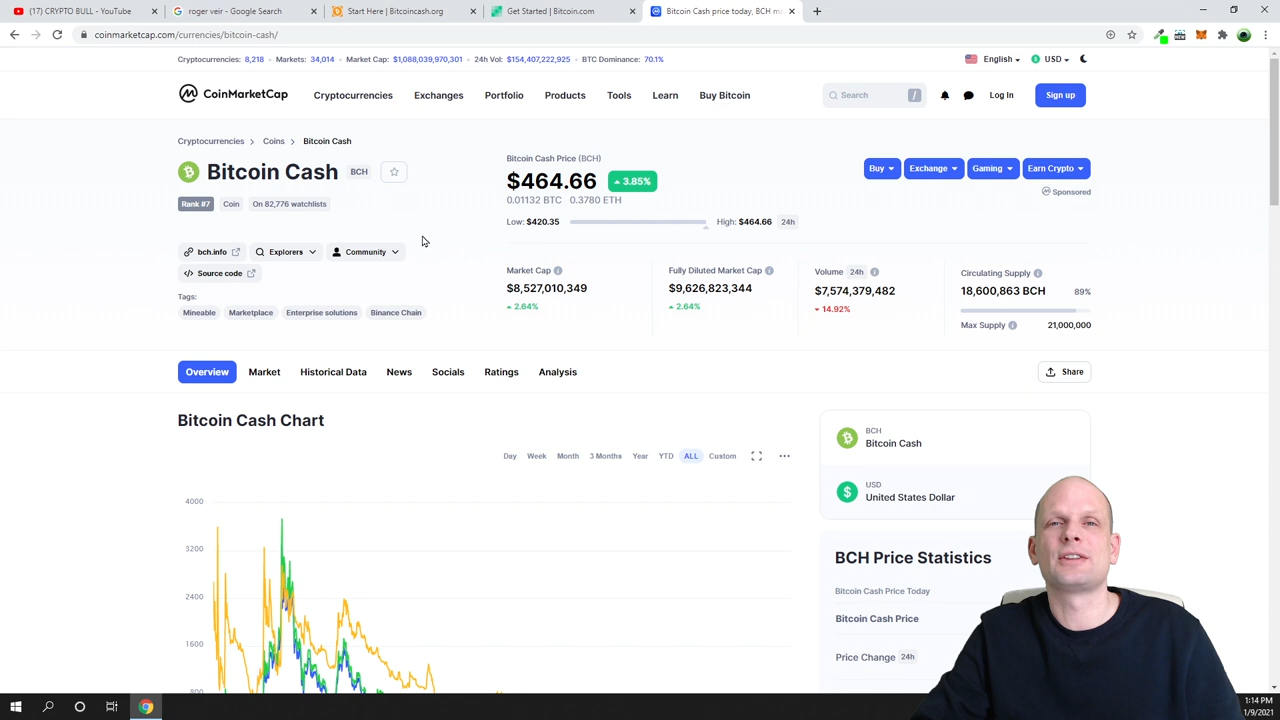 (17) CRYPTO BULL - YouTube
roger veir - Google Search
Start Here | Bitcoincash.org
Get Started | Bitcoin.com
Bitcoin Cash price today, BCH ma
coinmarketcap.com/currencies/bitcoin-cash/
Cryptocurrencies: 8,218 • Markets: 34,014 • Market Cap: $1,088,039,970,301 • 24h Vol: $154,407,222,925 • BTC Dominance: 70.1%
English
USD
CoinMarketCap
Cryptocurrencies
Exchanges
Portfolio
Products
Tools
Learn
Buy Bitcoin
Search
/
Log In
Sign up
Cryptocurrencies > Coins > Bitcoin Cash
Bitcoin Cash BCH
Rank #7
Coin
On 82,776 watchlists
bch.info
Explorers
Community
Source code
Tags:
Mineable
Marketplace
Enterprise solutions
Binance Chain
Bitcoin Cash Price (BCH)
$464.66 3.85%
0.01132 BTC 0.3780 ETH
Low: $420.35 High: $464.66 24h
Buy
Exchange
Gaming
Earn Crypto
Sponsored
Market Cap
$8,527,010,349
2.64%
Fully Diluted Market Cap
$9,626,823,344
2.64%
Volume 24h
$7,574,379,482
14.92%
Circulating Supply
18,600,863 BCH 89%
Max Supply 21,000,000
Overview
Market
Historical Data
News
Socials
Ratings
Analysis
Share
Bitcoin Cash Chart
Day Week Month 3 Months Year YTD ALL Custom
4000
3200
2400
1600
800
BCH
Bitcoin Cash
USD
United States Dollar
BCH Price Statistics
Bitcoin Cash Price Today
Bitcoin Cash Price
Price Change 24h
1:14 PM
1/9/2021